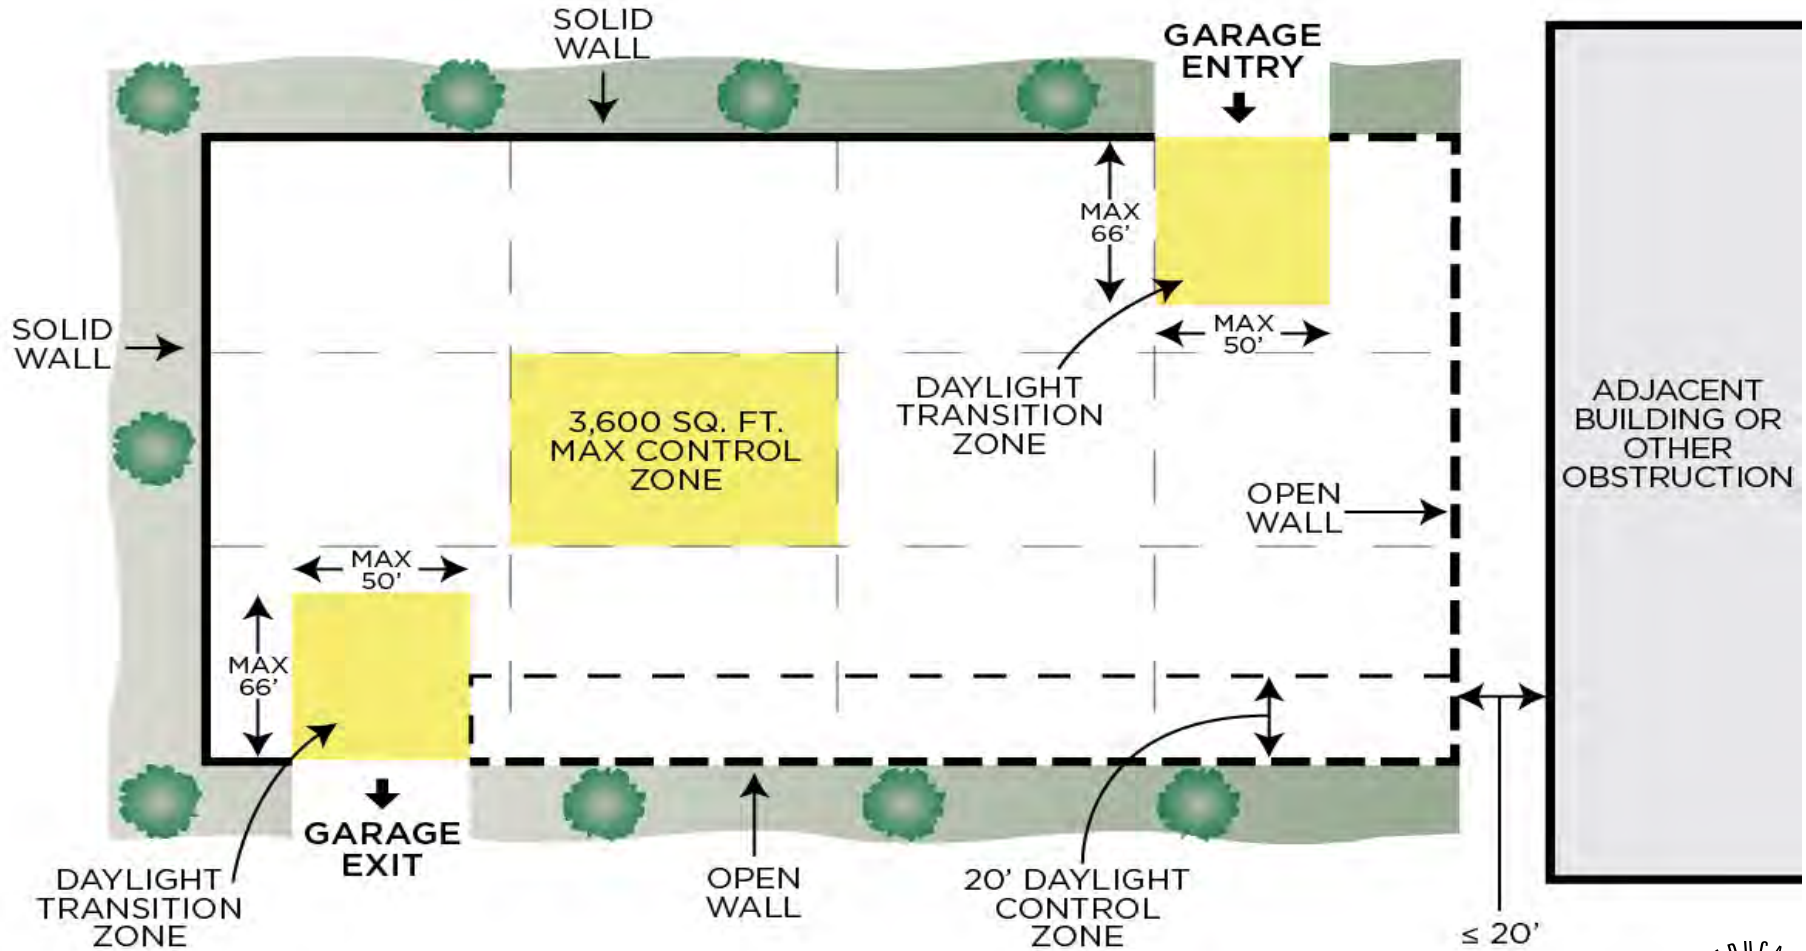 SOLID
WALL
GARAGE
ENTRY
MAX
66'
MAX
50'
SOLID
WALL
DAYLIGHT
TRANSITION
ZONE
3,600 SQ. FT.
MAX CONTROL
ZONE
ADJACENT
BUILDING OR
OTHER
OBSTRUCTION
OPEN
WALL
MAX
50'
MAX
66'
GARAGE
EXIT
DAYLIGHT
TRANSITION
ZONE
OPEN
WALL
20' DAYLIGHT
CONTROL
ZONE
≤ 20'